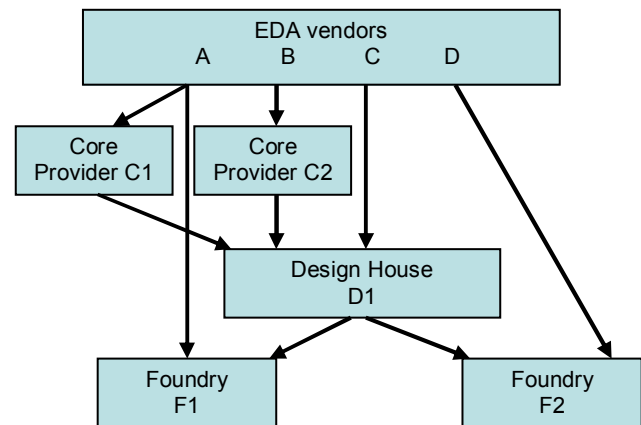 EDA vendors
A B C D
Core
Provider C1
Core
Provider C2
Design House
D1
Foundry
F1
Foundry
F2